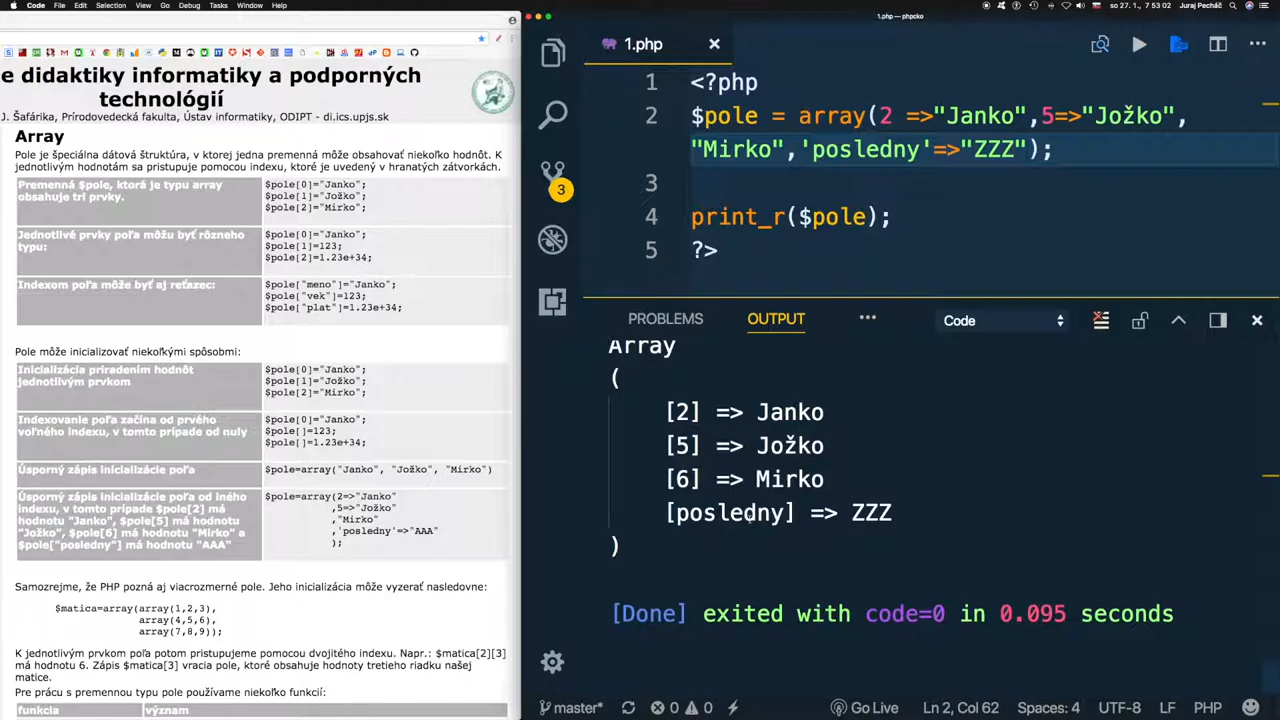 Code File Edit Selection View Go Debug Tasks Window Help
so 27. 1., 7 53 02 Juraj Pecháč
1.php — phpcko
e didaktiky informatiky a podporných
technológií
J. Šafárika, Prírodovedecká fakulta, Ústav informatiky, ODIPT - di.ics.upjs.sk
Array
Pole je špeciálna dátová štruktúra, v ktorej jedna premenná môže obsahovať niekoľko hodnôt. K
jednotlivým hodnotám sa pristupuje pomocou indexu, ktoré je uvedený v hranatých zátvorkách.
Premenná $pole, ktorá je typu array
obsahuje tri prvky.
$pole[0]="Janko";
$pole[1]="Jožko";
$pole[2]="Mirko";
Jednotlivé prvky poľa môžu byť rôzneho
typu:
$pole[0]="Janko";
$pole[1]=123;
$pole[2]=1.23e+34;
Indexom poľa môže byť aj reťazec:
$pole["meno"]="Janko";
$pole["vek"]=123;
$pole["plat"]=1.23e+34;
Pole môže inicializovať niekoľkými spôsobmi:
Inicializácia priradením hodnôt
jednotlivým prvkom
$pole[0]="Janko";
$pole[1]="Jožko";
$pole[2]="Mirko";
Indexovanie poľa začína od prvého
voľného indexu, v tomto prípade od nuly
$pole[]="Janko";
$pole[]=123;
$pole[]=1.23e+34;
Úsporný zápis inicializácie poľa
$pole=array("Janko", "Jožko", "Mirko")
Úsporný zápis inicializácie poľa od iného
indexu, v tomto prípade $pole[2] má
hodnotu "Janko", $pole[5] má hodnotu
"Jožko", $pole[6] má hodnotu "Mirko" a
$pole["posledny"] má hodnotu "AAA"
$pole=array(2=>"Janko"
,5=>"Jožko"
,"Mirko"
,'posledny'=>"AAA"
);
Samozrejme, že PHP pozná aj viacrozmerné pole. Jeho inicializácia môže vyzerať nasledovne:
$matica=array(array(1,2,3),
array(4,5,6),
array(7,8,9));
K jednotlivým prvkom poľa potom pristupujeme pomocou dvojitého indexu. Napr.: $matica[2][3]
má hodnotu 6. Zápis $matica[3] vracia pole, ktoré obsahuje hodnoty tretieho riadku našej
matice.
Pre prácu s premennou typu pole používame niekoľko funkcií:
funkcia význam
1.php
1 <?php
2 $pole = array(2 =>"Janko",5=>"Jožko",
"Mirko",'posledny'=>"ZZZ");
3
4 print_r($pole);
5 ?>
3
PROBLEMS OUTPUT ••• Code
Array
(
[2] => Janko
[5] => Jožko
[6] => Mirko
[posledny] => ZZZ
)
[Done] exited with code=0 in 0.095 seconds
master* 0 0 Go Live Ln 2, Col 62 Spaces: 4 UTF-8 LF PHP